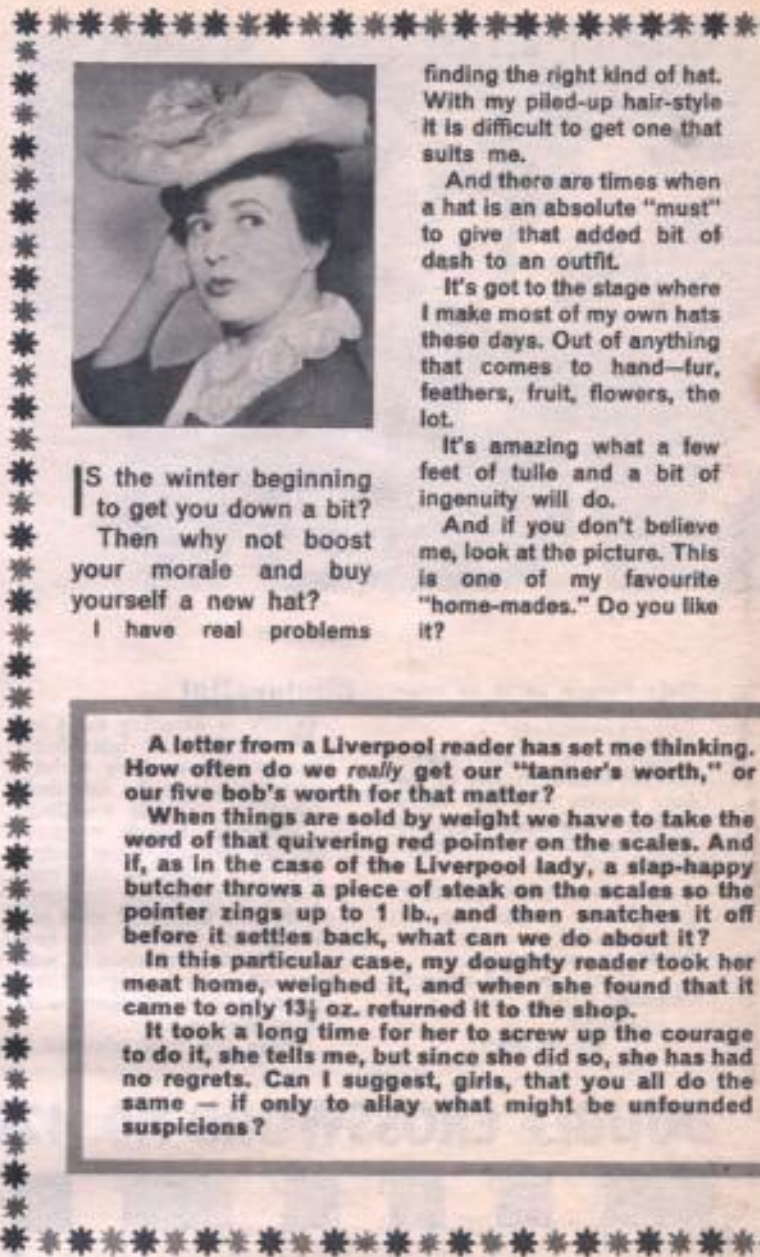 IS the winter beginning
to get you down a bit?
Then why not boost
your morale and buy
yourself a new hat?
I have real problems
finding the right kind of hat.
With my piled-up hair-style
it is difficult to get one that
suits me.
And there are times when
a hat is an absolute "must"
to give that added bit of
dash to an outfit.
It's got to the stage where
I make most of my own hats
these days. Out of anything
that comes to hand—fur,
feathers, fruit, flowers, the
lot.
It's amazing what a few
feet of tulle and a bit of
ingenuity will do.
And if you don't believe
me, look at the picture. This
is one of my favourite
"home-mades." Do you like
it?
A letter from a Liverpool reader has set me thinking.
How often do we really get our "tanner's worth," or
our five bob's worth for that matter?
When things are sold by weight we have to take the
word of that quivering red pointer on the scales. And
if, as in the case of the Liverpool lady, a slap-happy
butcher throws a piece of steak on the scales so the
pointer zings up to 1 lb., and then snatches it off
before it settles back, what can we do about it?
In this particular case, my doughty reader took her
meat home, weighed it, and when she found that it
came to only 13½ oz. returned it to the shop.
It took a long time for her to screw up the courage
to do it, she tells me, but since she did so, she has had
no regrets. Can I suggest, girls, that you all do the
same — if only to allay what might be unfounded
suspicions?